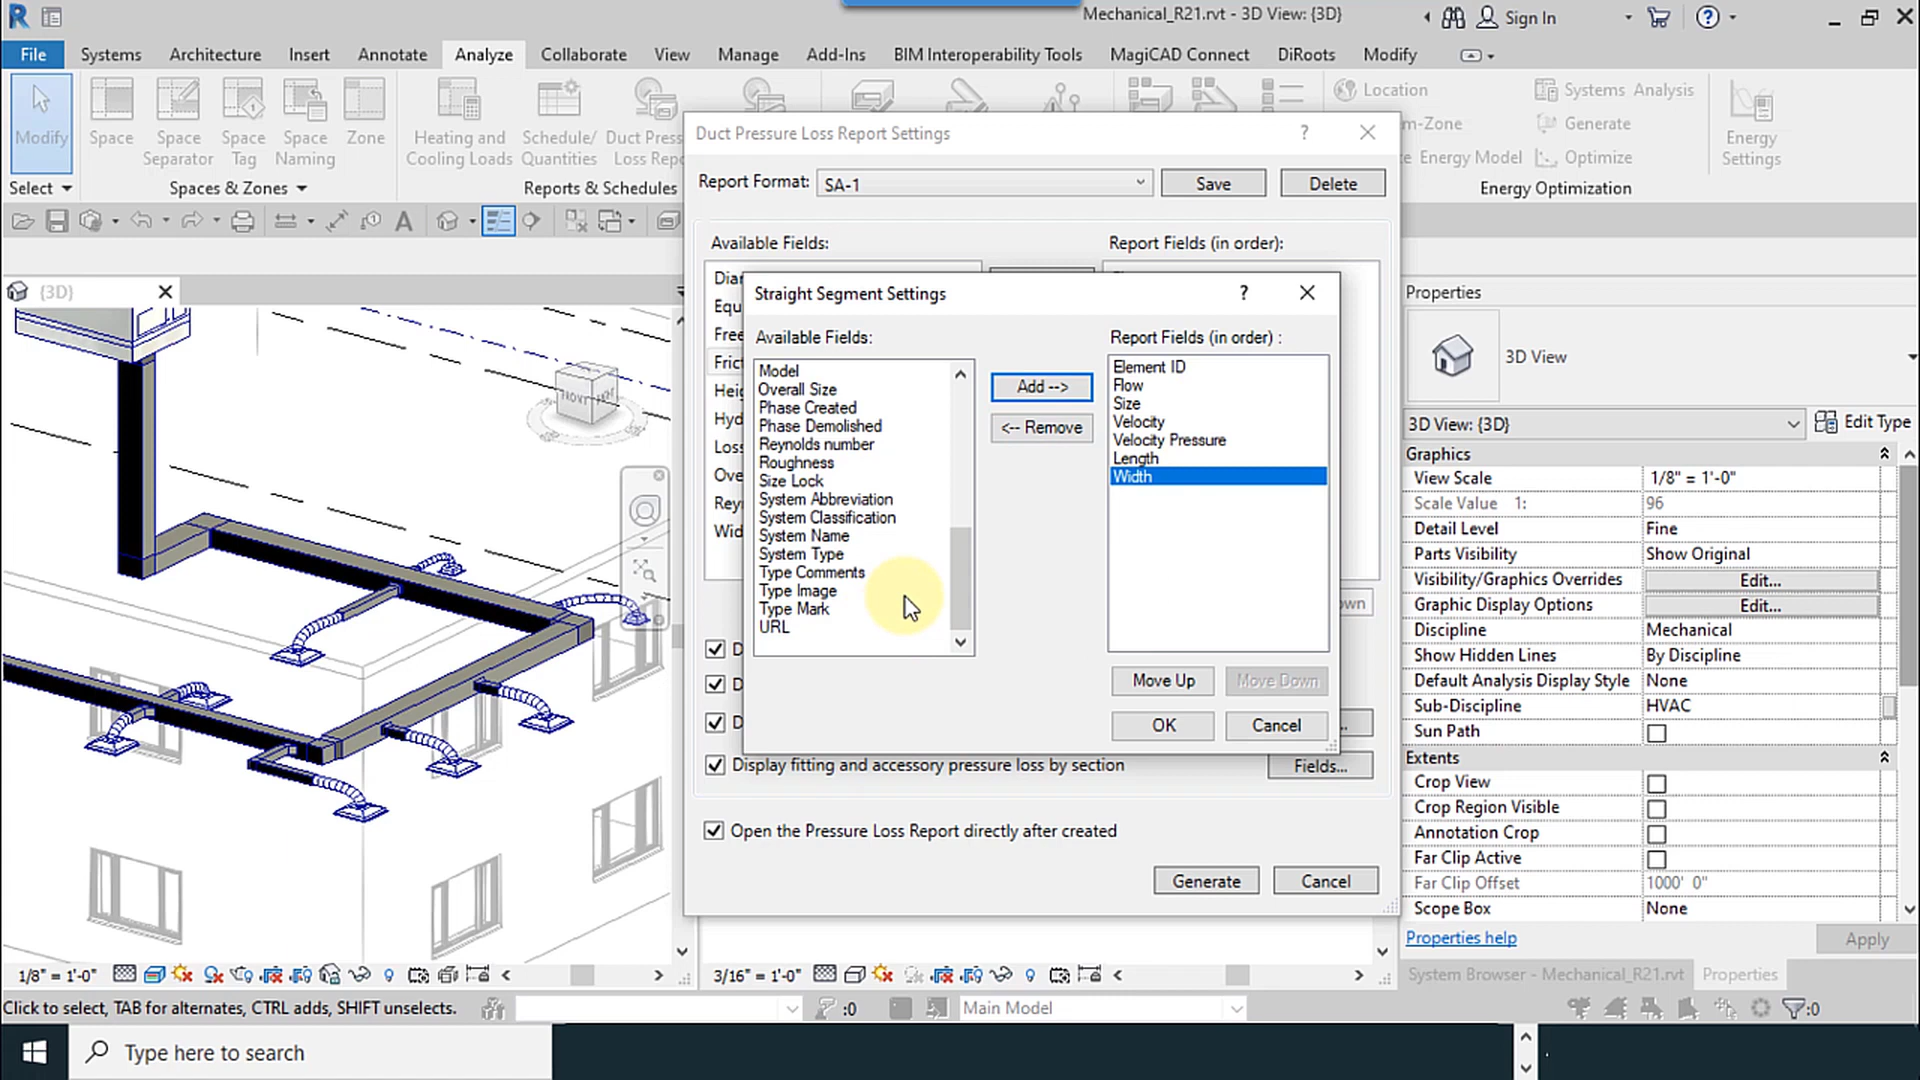 Mechanical_R21.rvt - 3D View: {3D}
Sign In
File
Systems
Architecture
Insert
Annotate
Analyze
Collaborate
View
Manage
Add-Ins
BIM Interoperability Tools
MagiCAD Connect
DiRoots
Modify
Modify
Space
Space
Separator
Space
Tag
Space
Naming
Zone
Heating and
Cooling Loads
Schedule/
Quantities
Duct Press
Loss Repo
Location
Systems Analysis
m-Zone
Generate
Energy Model
Optimize
Energy
Settings
Select
Spaces & Zones
Reports & Schedules
Energy Optimization
Duct Pressure Loss Report Settings
?
Report Format:
SA-1
Save
Delete
Available Fields:
Report Fields (in order):
Dia
Equ
Free
Frict
Heig
Hyd
Loss
Ove
Reyn
Wid
Straight Segment Settings
?
Available Fields:
Report Fields (in order) :
Model
Overall Size
Phase Created
Phase Demolished
Reynolds number
Roughness
Size Lock
System Abbreviation
System Classification
System Name
System Type
Type Comments
Type Image
Type Mark
URL
Add -->
<-- Remove
Element ID
Flow
Size
Velocity
Velocity Pressure
Length
Width
Move Up
Move Down
OK
Cancel
own
D
D
D
...
Display fitting and accessory pressure loss by section
Fields...
Open the Pressure Loss Report directly after created
Generate
Cancel
{3D}
FRONT
Properties
3D View
3D View: {3D}
Edit Type
Graphics
View Scale
1/8" = 1'-0"
Scale Value 1:
96
Detail Level
Fine
Parts Visibility
Show Original
Visibility/Graphics Overrides
Edit...
Graphic Display Options
Edit...
Discipline
Mechanical
Show Hidden Lines
By Discipline
Default Analysis Display Style
None
Sub-Discipline
HVAC
Sun Path
Extents
Crop View
Crop Region Visible
Annotation Crop
Far Clip Active
Far Clip Offset
1000' 0"
Scope Box
None
Properties help
Apply
System Browser - Mechanical_R21.rvt
Properties
1/8" = 1'-0"
3/16" = 1'-0"
Click to select, TAB for alternates, CTRL adds, SHIFT unselects.
:0
Main Model
:0
Type here to search